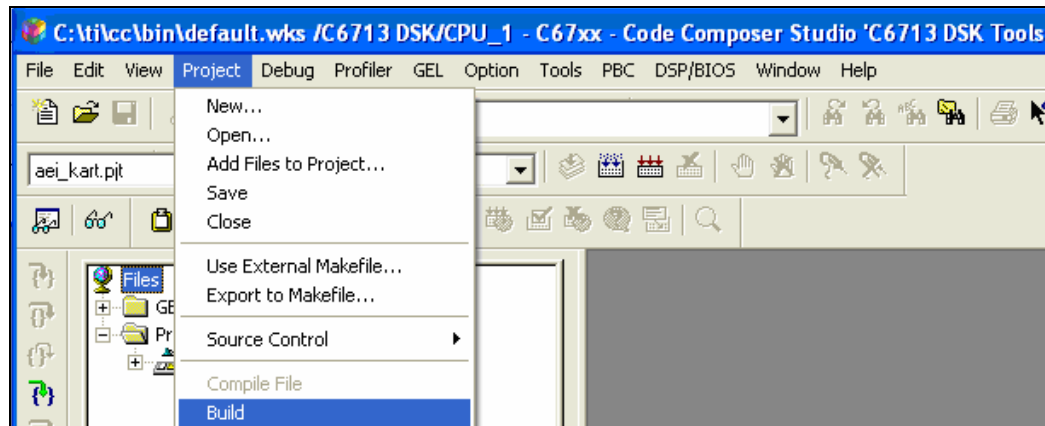 C:\ti\cc\bin\default.wks /C6713 DSK/CPU_1 - C67xx - Code Composer Studio 'C6713 DSK Tools
File Edit View Project Debug Profiler GEL Option Tools PBC DSP/BIOS Window Help
New...
Open...
aei_kart.pjt
Add Files to Project...
Save
Close
Files
Use External Makefile...
GE
Export to Makefile...
Pr
Source Control
Compile File
Build